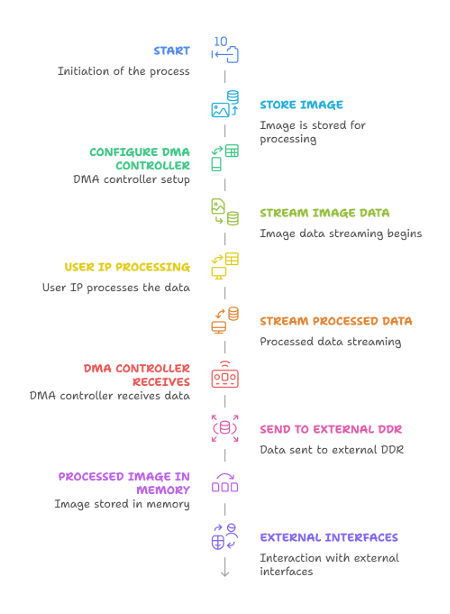 10
START
Initiation of the process
STORE IMAGE
Image is stored for
processing
CONFIGURE DMA
CONTROLLER
DMA controller setup
STREAM IMAGE DATA
Image data streaming begins
USER IP PROCESSING
User IP processes the data
STREAM PROCESSED DATA
Processed data streaming
DMA CONTROLLER
RECEIVES
DMA controller receives data
SEND TO EXTERNAL DDR
Data sent to external DDR
PROCESSED IMAGE IN
MEMORY
Image stored in memory
EXTERNAL INTERFACES
Interaction with external
interfaces